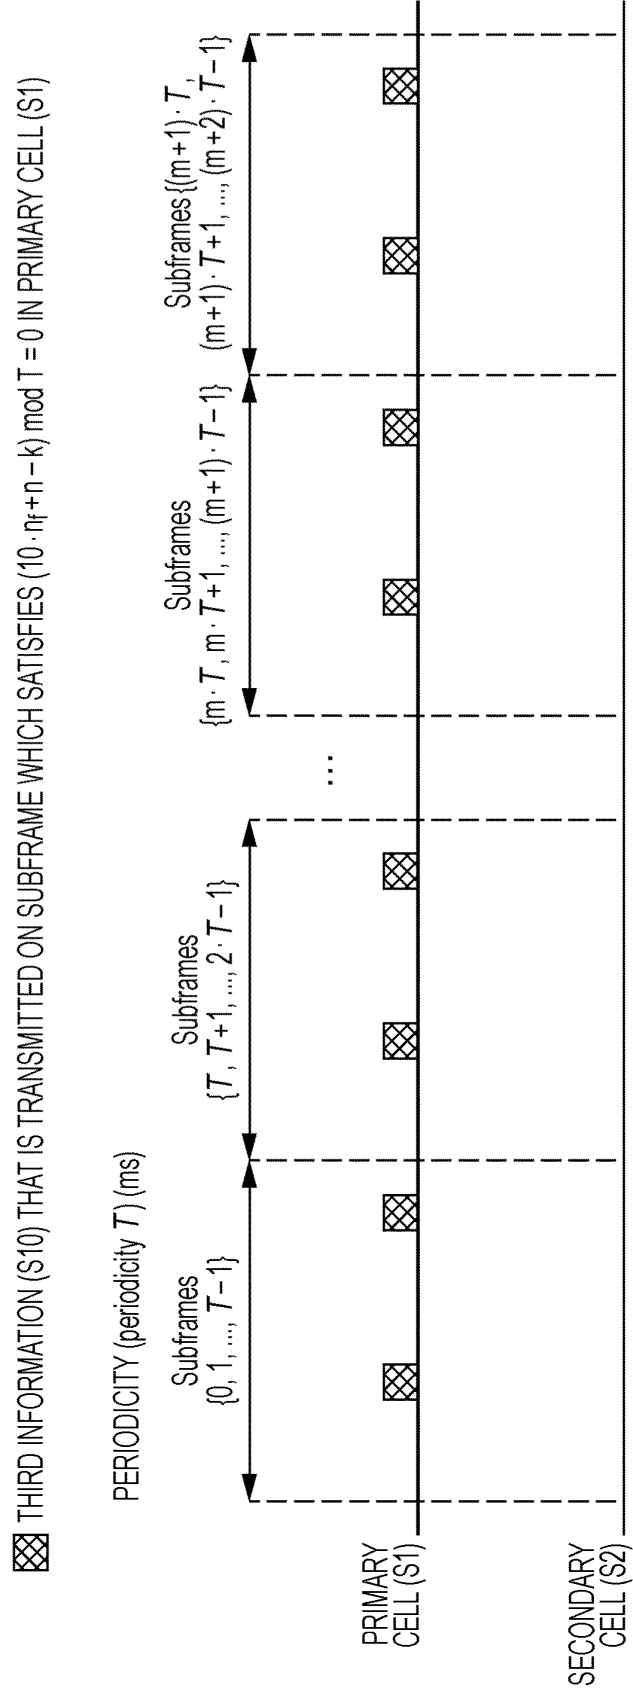 THIRD INFORMATION (S10) THAT IS TRANSMITTED ON SUBFRAME WHICH SATISFIES (10·nf+n−k) mod T = 0 IN PRIMARY CELL (S1)
PERIODICITY (periodicity T) (ms)
Subframes
{0, 1, ..., T−1}
Subframes
{T, T+1, ..., 2·T−1}
...
Subframes
{m·T, m·T+1, ..., (m+1)·T−1}
Subframes {(m+1)·T,
(m+1)·T+1, ..., (m+2)·T−1}
PRIMARY
CELL (S1)
SECONDARY
CELL (S2)